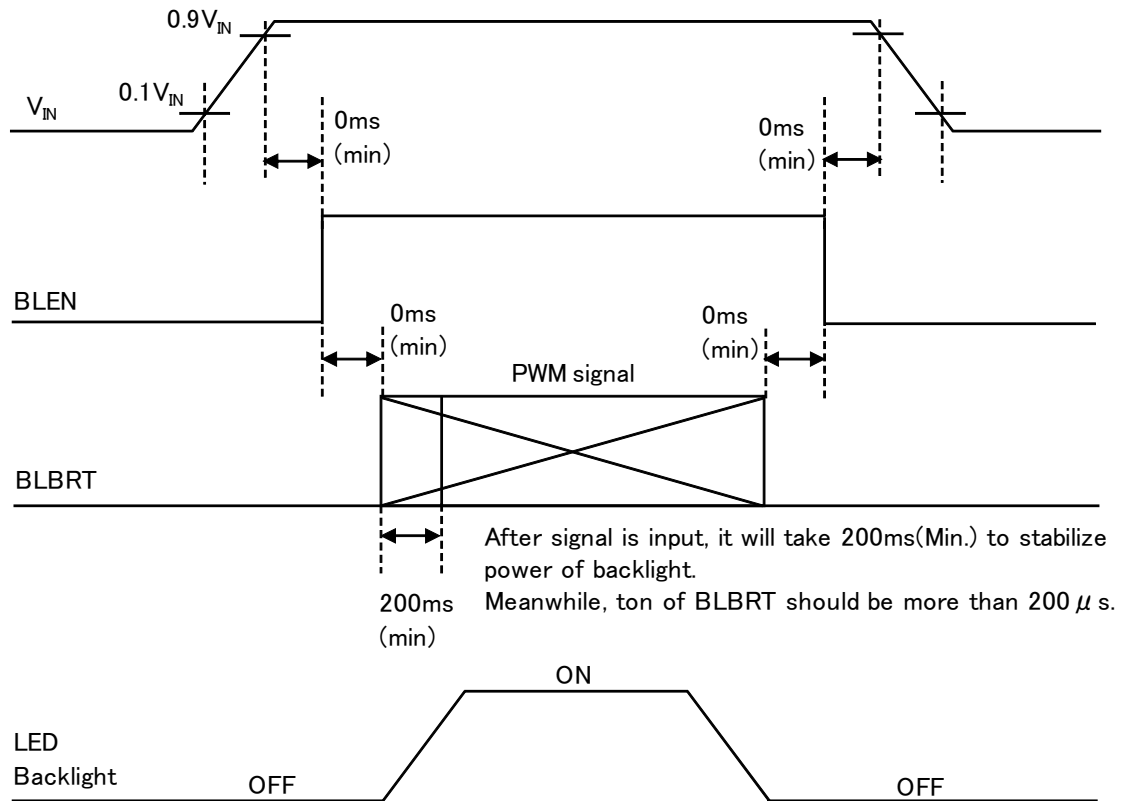 0.9VIN
0.1VIN
VIN
0ms
(min)
0ms
(min)
BLEN
0ms
(min)
0ms
(min)
PWM signal
BLBRT
After signal is input, it will take 200ms(Min.) to stabilize
power of backlight.
200ms
(min)
Meanwhile, ton of BLBRT should be more than 200μs.
ON
LED
Backlight
OFF
OFF